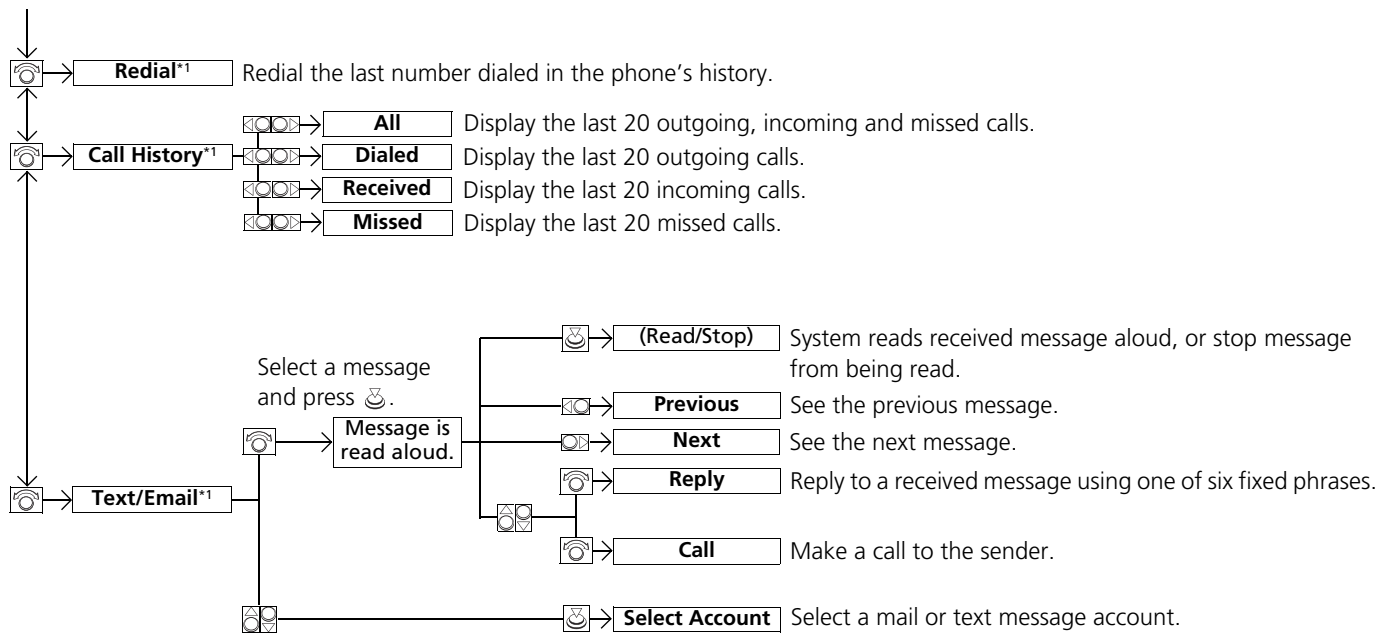 Redial*1 Redial the last number dialed in the phone's history.
All Display the last 20 outgoing, incoming and missed calls.
Call History*1 Dialed Display the last 20 outgoing calls.
Received Display the last 20 incoming calls.
Missed Display the last 20 missed calls.
(Read/Stop) System reads received message aloud, or stop message
from being read.
Select a message
and press .
Previous See the previous message.
Message is
read aloud.
Next See the next message.
Reply Reply to a received message using one of six fixed phrases.
Text/Email*1
Call Make a call to the sender.
Select Account Select a mail or text message account.